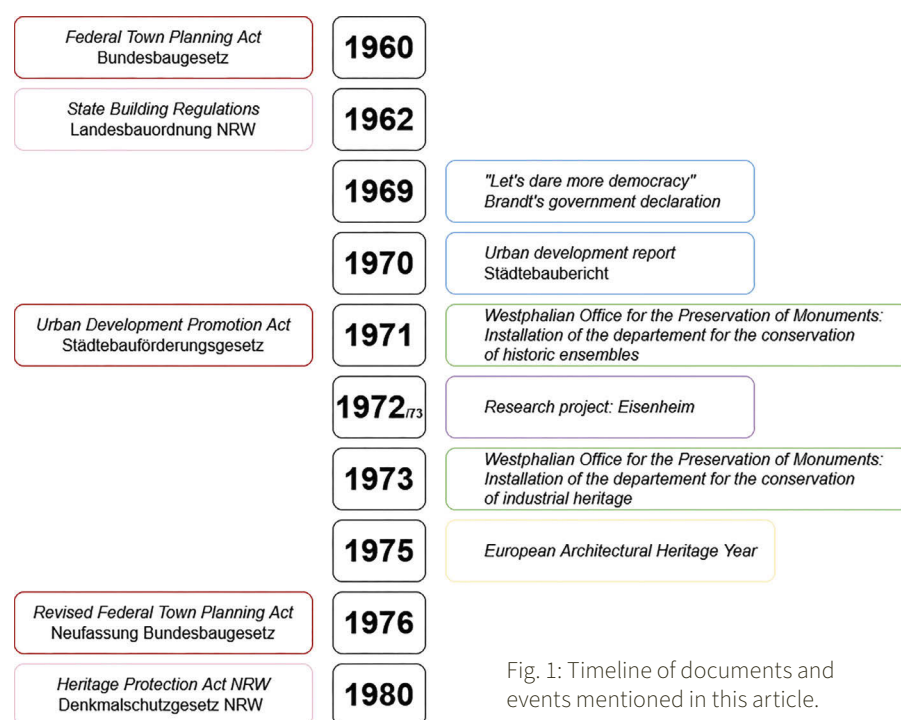 Federal Town Planning Act
Bundesbaugesetz
1960
State Building Regulations
Landesbauordnung NRW
1962
1969
"Let's dare more democracy"
Brandt's government declaration
1970
Urban development report
Städtebaubericht
Urban Development Promotion Act
Städtebauförderungsgesetz
1971
Westphalian Office for the Preservation of Monuments:
Installation of the departement for the conservation
of historic ensembles
1972/73
Research project: Eisenheim
1973
Westphalian Office for the Preservation of Monuments:
Installation of the departement for the conservation
of industrial heritage
1975
European Architectural Heritage Year
Revised Federal Town Planning Act
Neufassung Bundesbaugesetz
1976
Heritage Protection Act NRW
Denkmalschutzgesetz NRW
1980
Fig. 1: Timeline of documents and
events mentioned in this article.